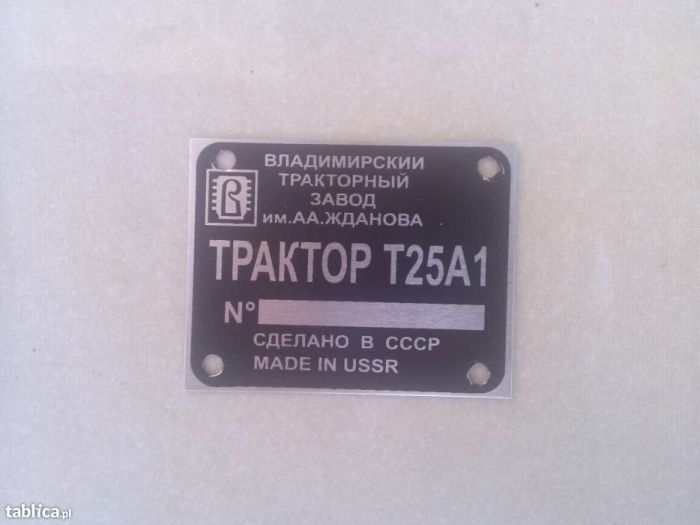 ВЛАДИМИРСКИЙ
ТРАКТОРНЫЙ
ЗАВОД
им.АА.ЖДАНОВА
ТРАКТОР Т25А1
N°
СДЕЛАНО В СССР
MADE IN USSR
tablica.pl